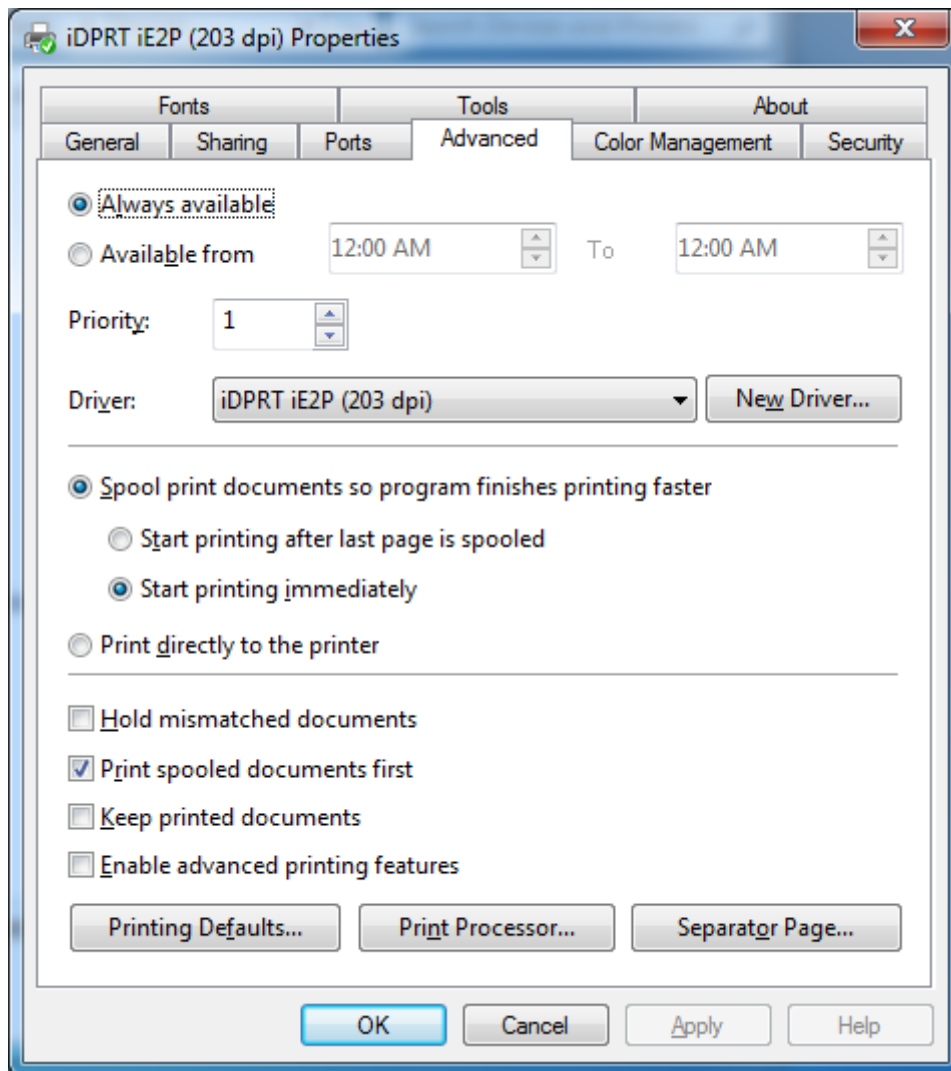 iDPRT iE2P (203 dpi) Properties
Fonts Tools About
General Sharing Ports Advanced Color Management Security
Always available
Available from 12:00 AM To 12:00 AM
Priority: 1
Driver: iDPRT iE2P (203 dpi) New Driver...
Spool print documents so program finishes printing faster
Start printing after last page is spooled
Start printing immediately
Print directly to the printer
Hold mismatched documents
Print spooled documents first
Keep printed documents
Enable advanced printing features
Printing Defaults... Print Processor... Separator Page...
OK Cancel Apply Help